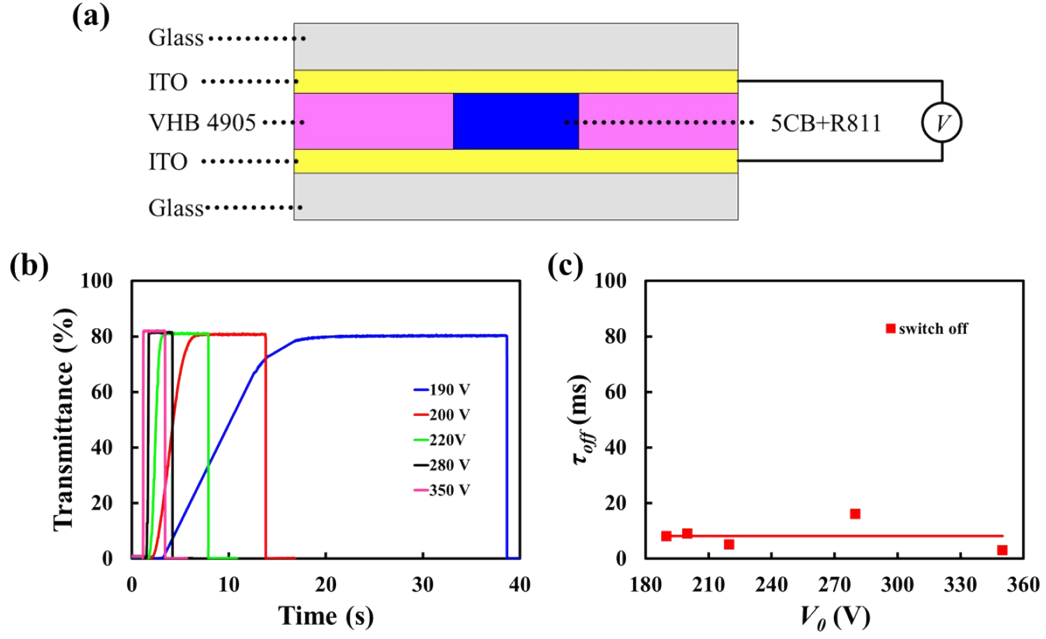 (a)
Glass
ITO
VHB 4905
5CB+R811
V
ITO
Glass
(b)
Transmittance (%)
100
80
60
40
20
0
0 10 20 30 40
Time (s)
190 V
200 V
220V
280 V
350 V
(c)
τoff (ms)
100
80
60
40
20
0
180 210 240 270 300 330 360
V0 (V)
switch off